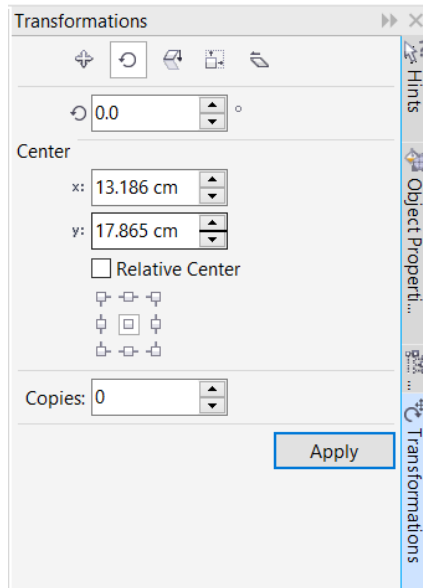 Transformations
0.0 °
Center
x: 13.186 cm
y: 17.865 cm
Relative Center
Copies: 0
Apply
Hints
Object Properti...
...
Transformations